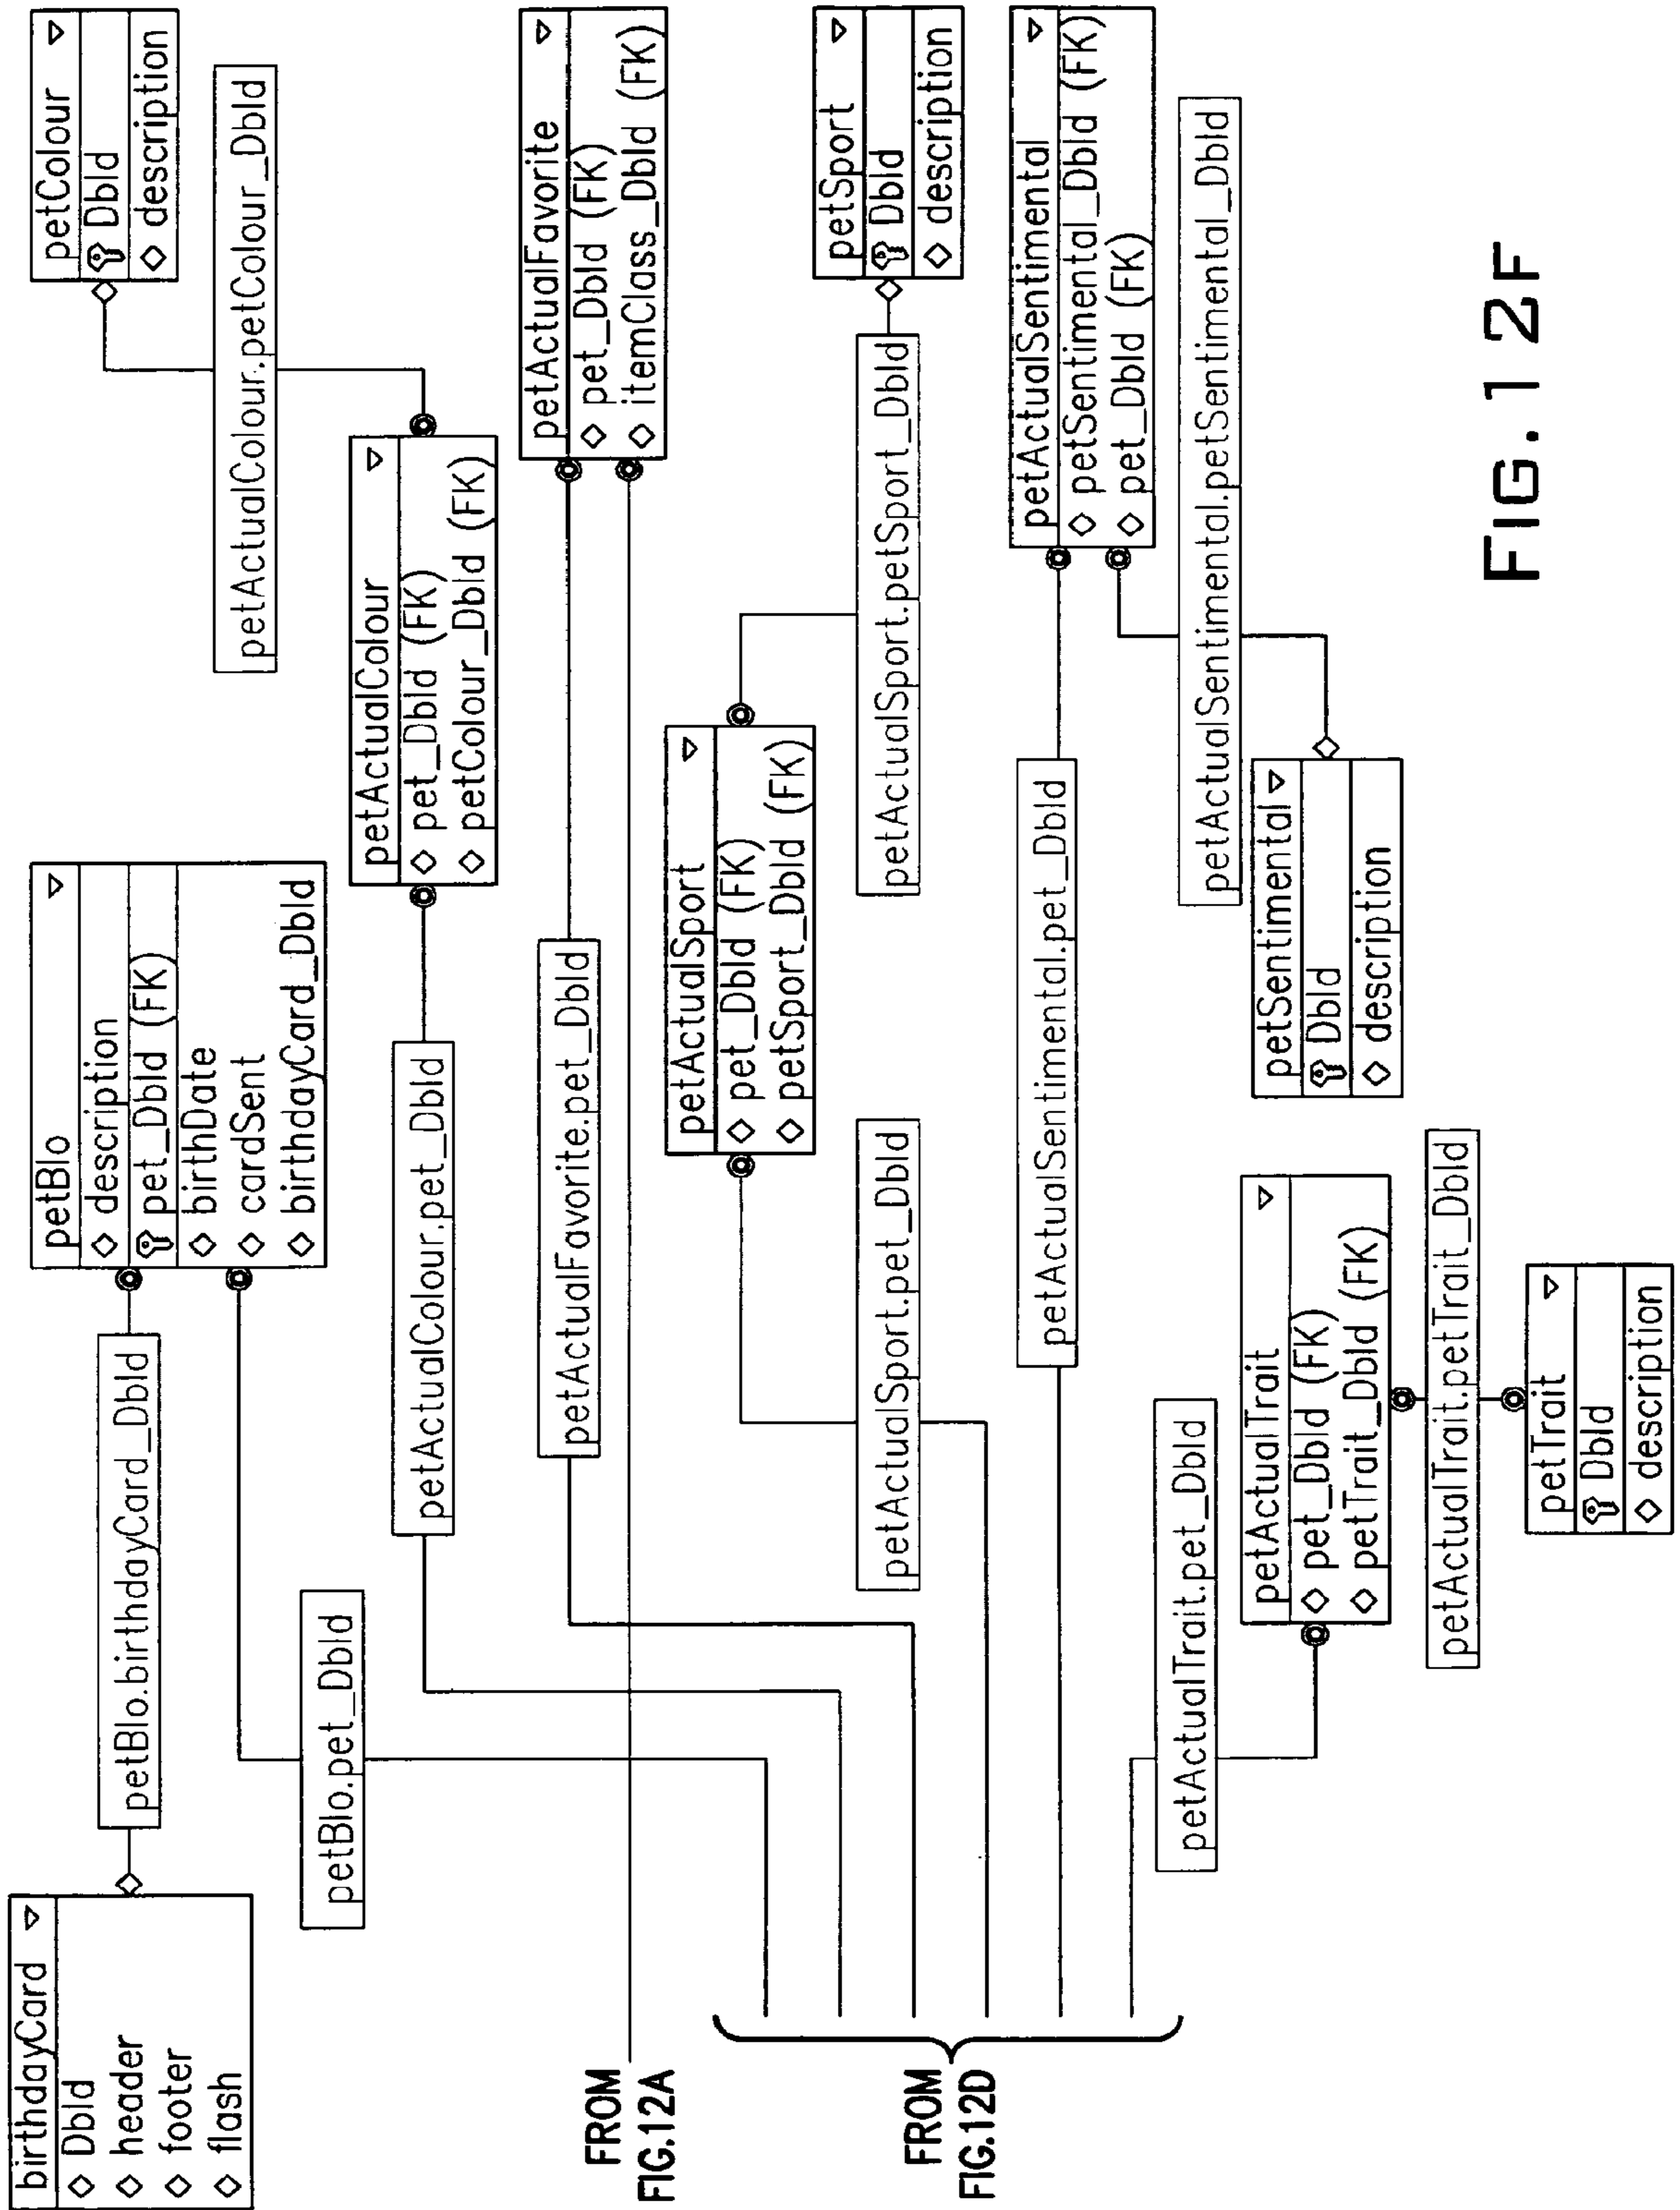 birthdayCard
DbId
header
footer
flash
petBio.birthdayCard_DbId
petBio
description
pet_DbId (FK)
birthDate
cardSent
birthdayCard_DbId
petColour
DbId
description
petActualColour.petColour_DbId
petBio.pet_DbId
petActualColour.pet_DbId
petActualColour
pet_DbId (FK)
petColour_DbId (FK)
petActualFavorite.pet_DbId
petActualFavorite
pet_DbId (FK)
itemClass_DbId (FK)
FROM
FIG.12A
petActualSport
pet_DbId (FK)
petSport_DbId (FK)
petSport
DbId
description
petActualSport.pet_DbId
petActualSport.petSport_DbId
FROM
FIG.12D
petActualSentimental.pet_DbId
petActualSentimental
petSentimental_DbId (FK)
pet_DbId (FK)
petActualTrait.pet_DbId
petActualSentimental.petSentimental_DbId
petActualTrait
pet_DbId (FK)
petTrait_DbId (FK)
petSentimental
DbId
description
petActualTrait.petTrait_DbId
petTrait
DbId
description
FIG.12F